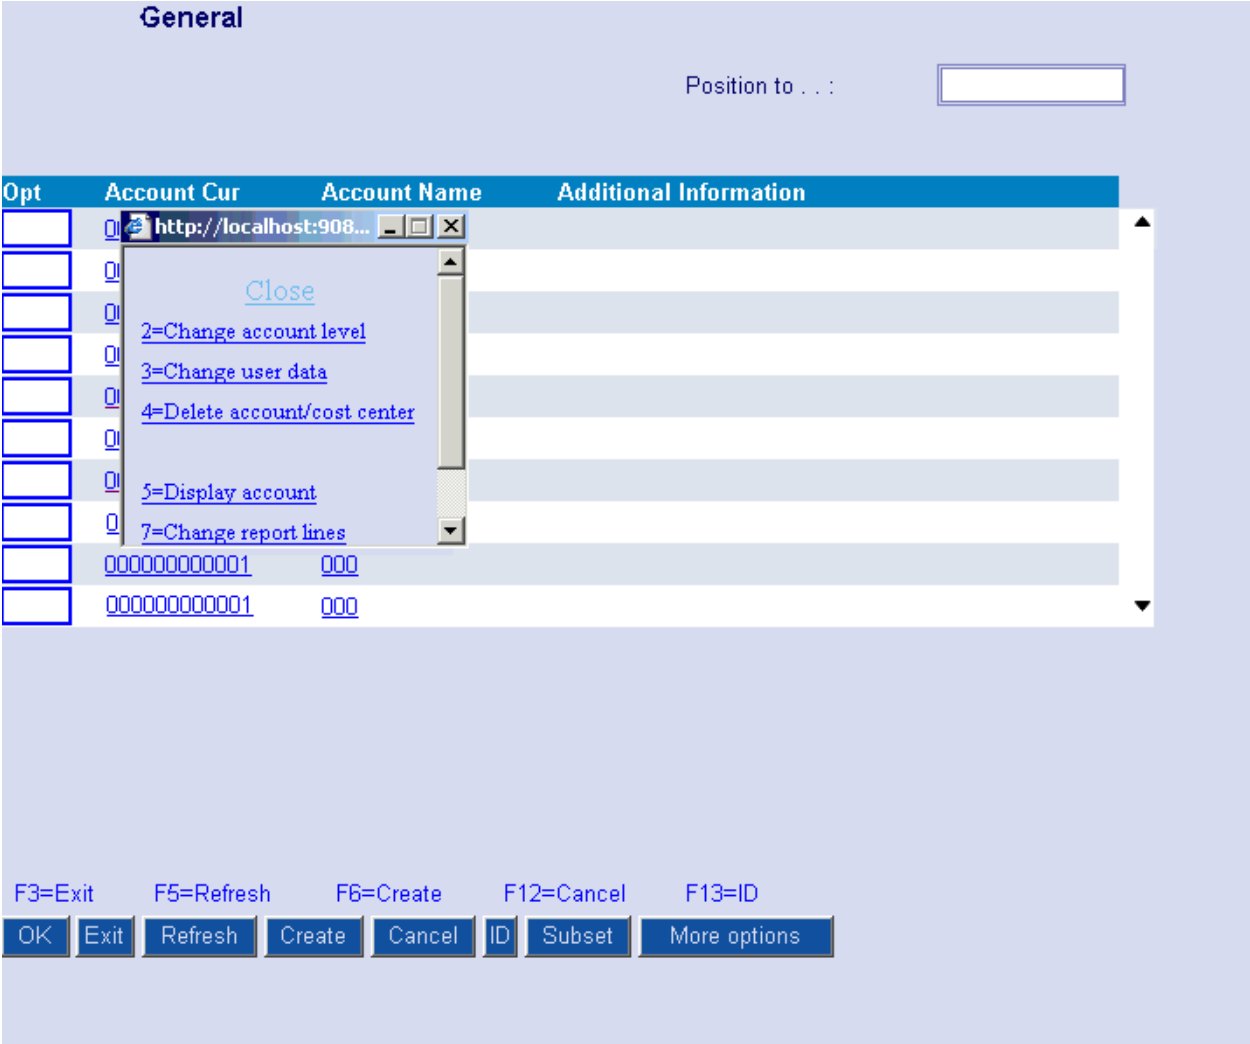 General
Position to . . :
Opt Account Cur Account Name Additional Information
http://localhost:908...
Close
2=Change account level
3=Change user data
4=Delete account/cost center
5=Display account
7=Change report lines
0
000000000001 000
000000000001 000
F3=Exit F5=Refresh F6=Create F12=Cancel F13=ID
OK Exit Refresh Create Cancel ID Subset More options